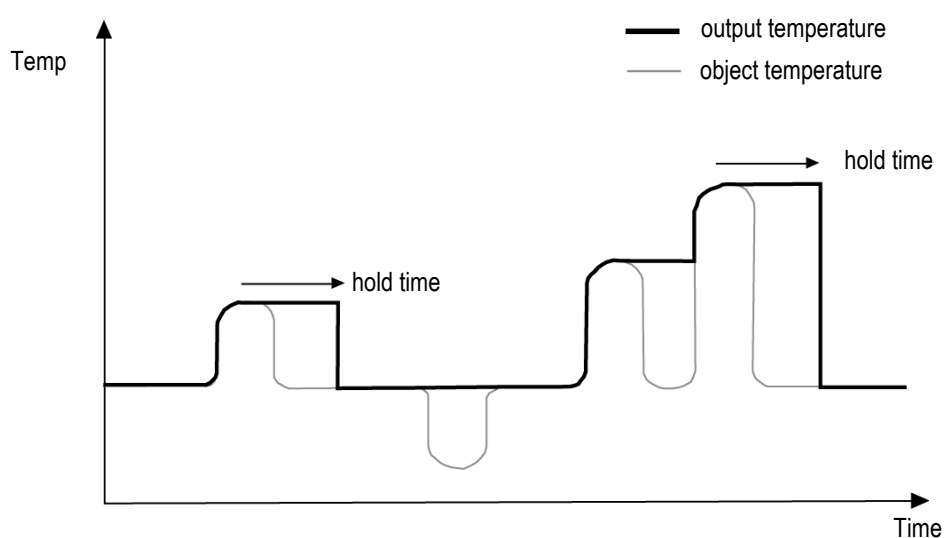 output temperature
Temp
object temperature
hold time
hold time
Time